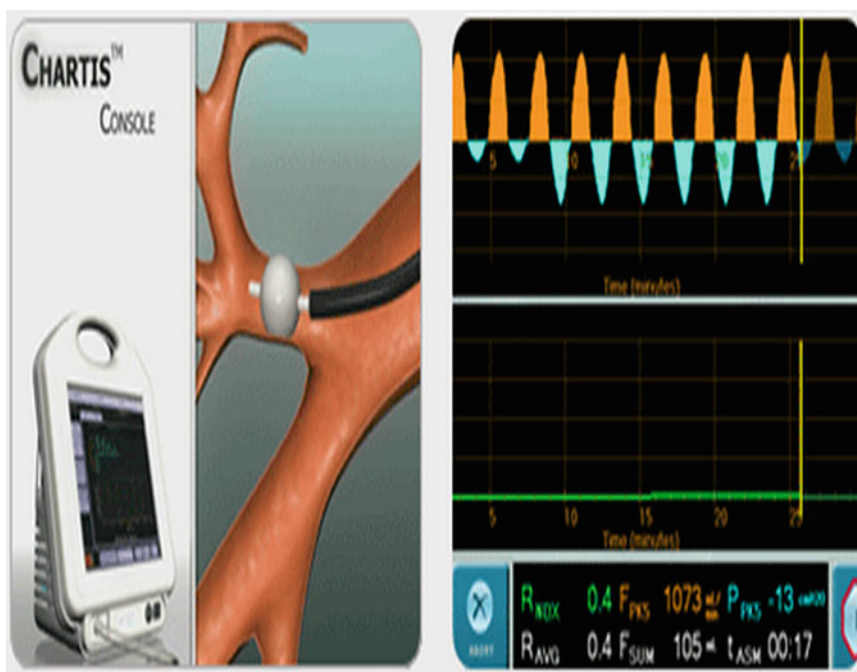 CHARTIS™
CONSOLE
5 10 15 20 25
Time (minutes)
5 10 15 20 25
Time (minutes)
ABORT
RNOX 0.4 FPKS 1073 ml/min PPKS -13 cmH2O
RAVG 0.4 FSUM 105 ml tASM 00:17